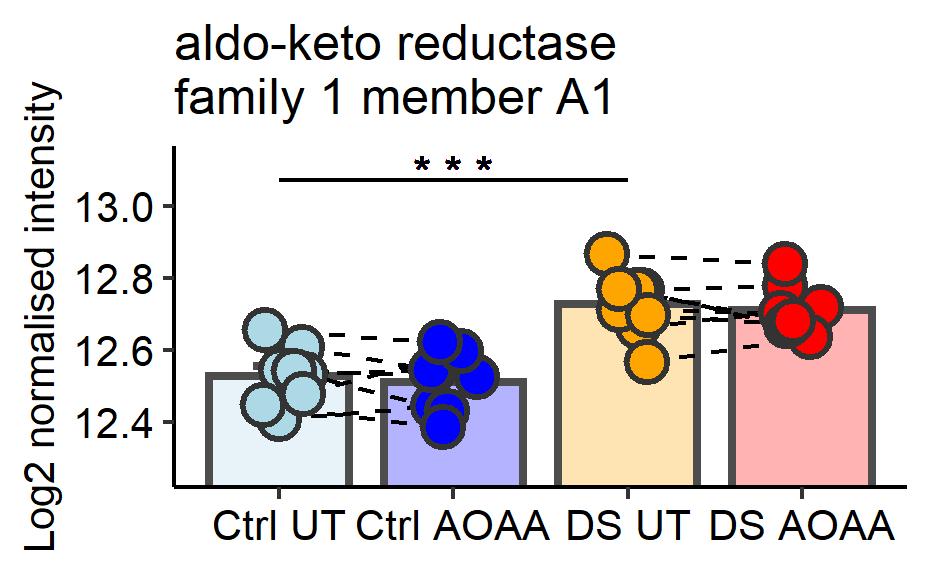 aldo-keto reductase
family 1 member A1
Log2 normalised intensity
* * *
13.0
12.8
12.6
12.4
Ctrl UT Ctrl AOAA DS UT DS AOAA